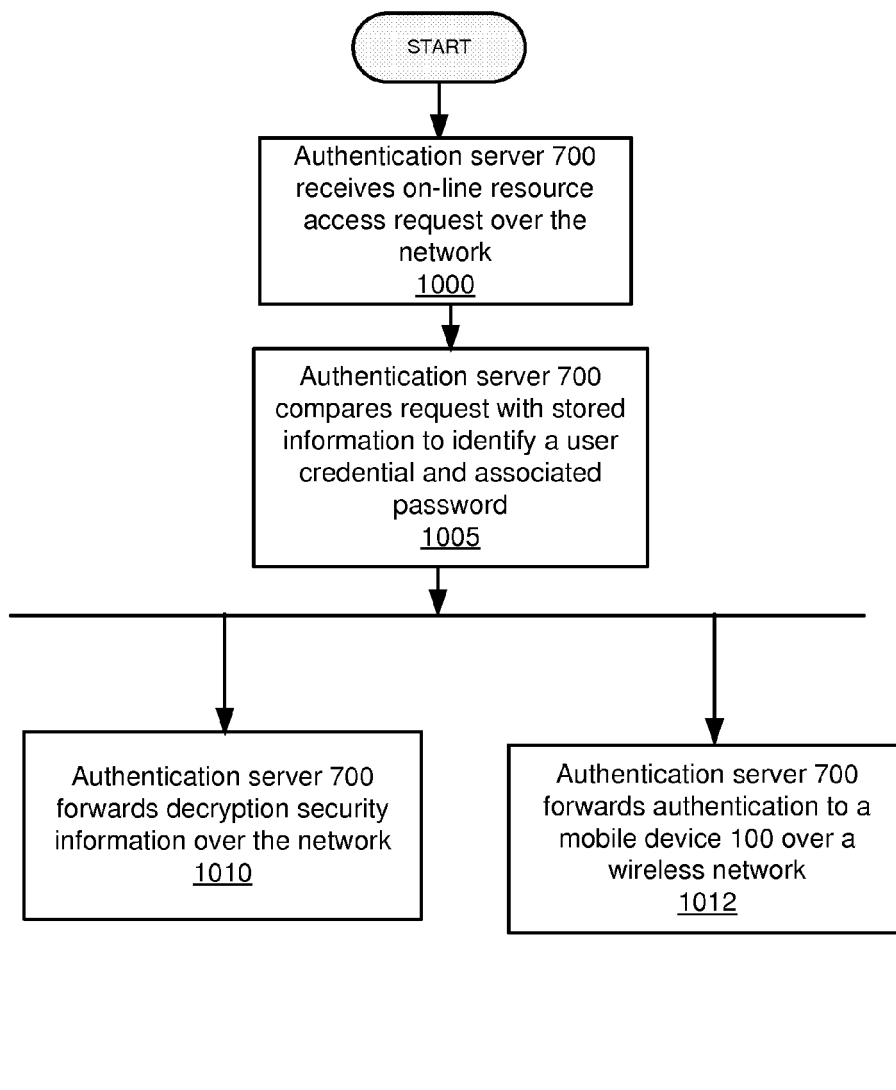 START
Authentication server 700
receives on-line resource
access request over the
network
1000
Authentication server 700
compares request with stored
information to identify a user
credential and associated
password
1005
Authentication server 700
forwards decryption security
information over the network
1010
Authentication server 700
forwards authentication to a
mobile device 100 over a
wireless network
1012